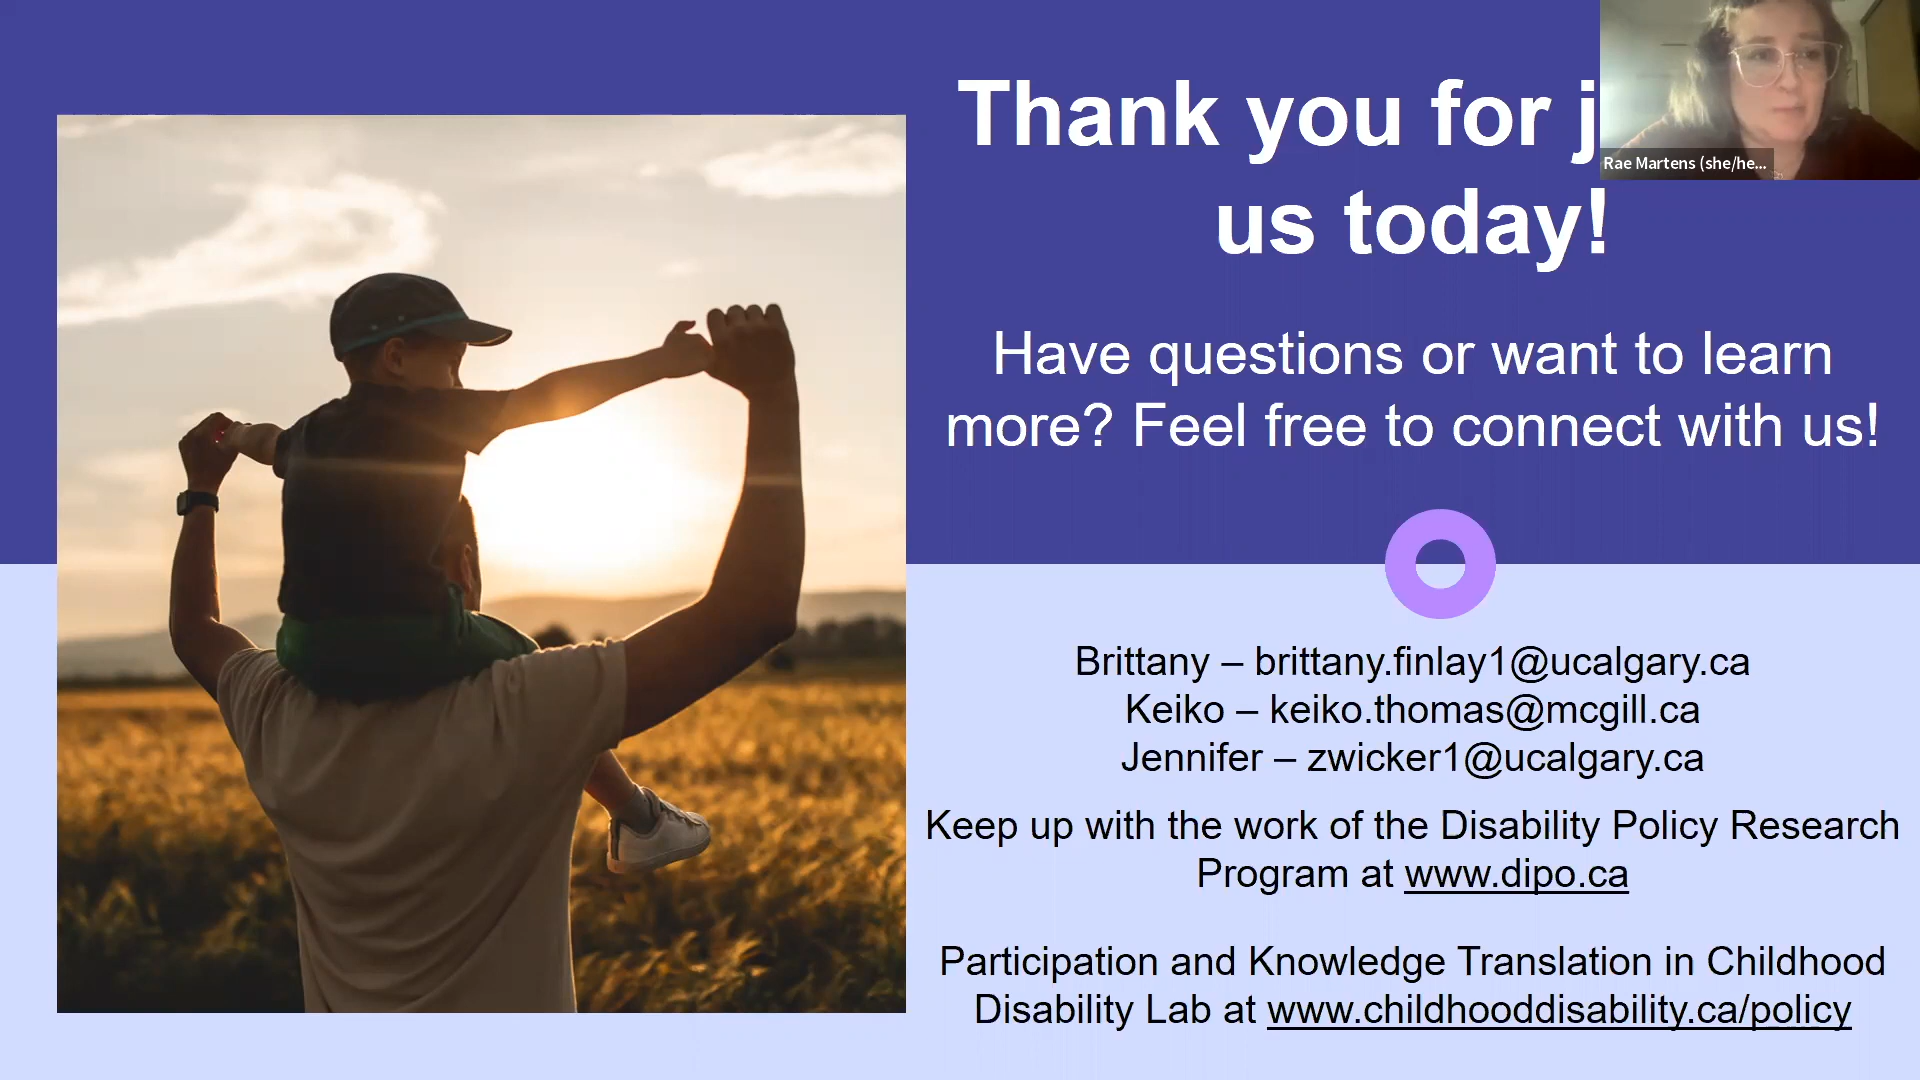 Thank you for j
us today!
Rae Martens (she/he...
Have questions or want to learn
more? Feel free to connect with us!
Brittany – brittany.finlay1@ucalgary.ca
Keiko – keiko.thomas@mcgill.ca
Jennifer – zwicker1@ucalgary.ca
Keep up with the work of the Disability Policy Research
Program at www.dipo.ca
Participation and Knowledge Translation in Childhood
Disability Lab at www.childhooddisability.ca/policy